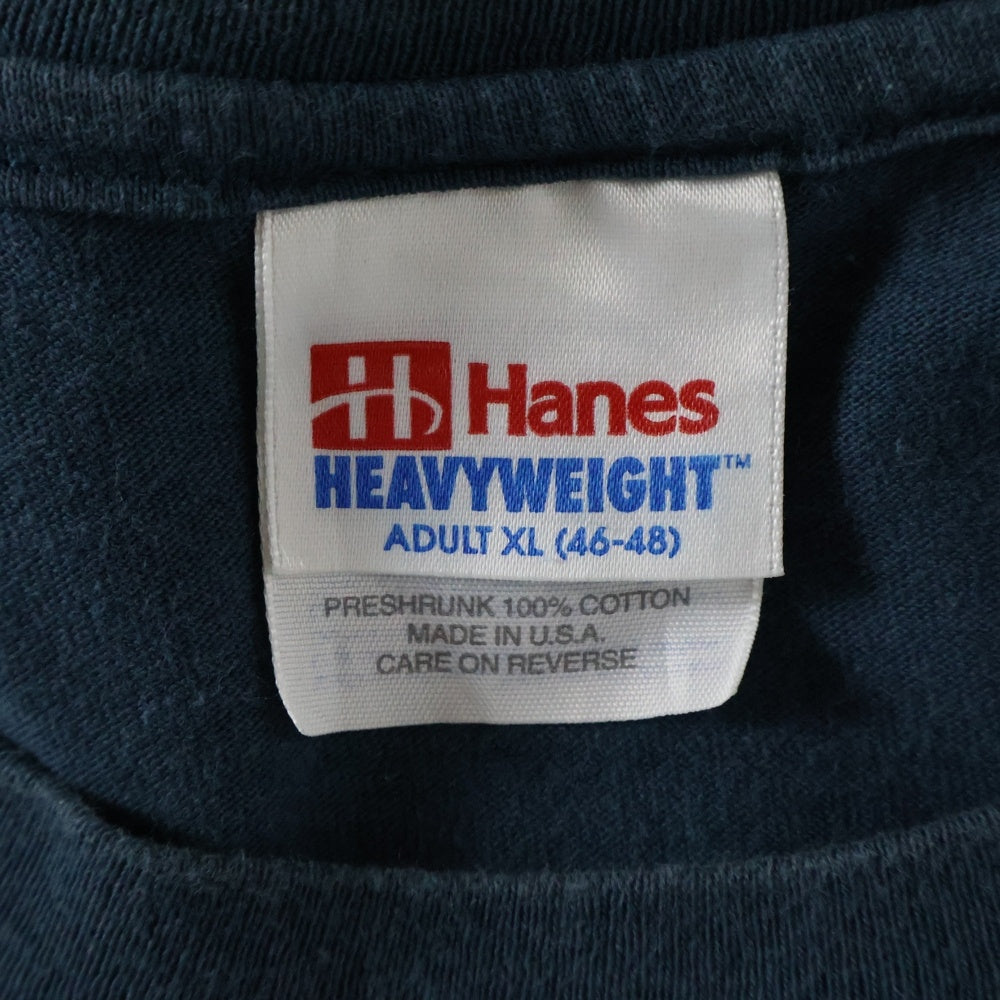 H Hanes
HEAVYWEIGHT™
ADULT XL (46-48)
PRESHRUNK 100% COTTON
MADE IN U.S.A.
CARE ON REVERSE